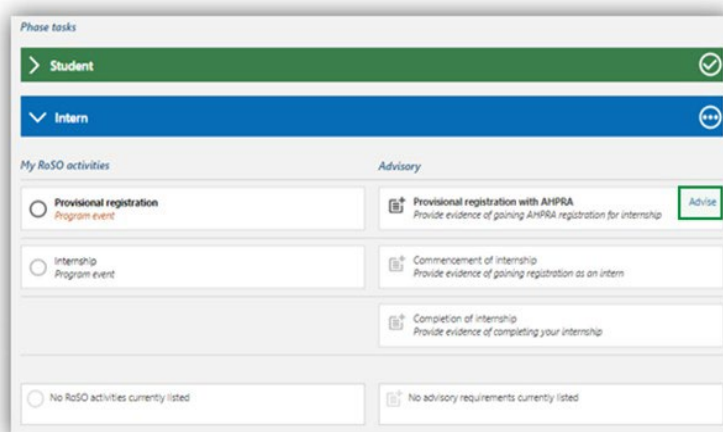 Phase tasks
Student
Intern
My RoSO activities
Advisory
Provisional registration
Program event
Provisional registration with AHPRA
Provide evidence of gaining AHPRA registration for internship
Advise
Internship
Program event
Commencement of internship
Provide evidence of gaining registration as an intern
Completion of internship
Provide evidence of completing your internship
No RoSO activities currently listed
No advisory requirements currently listed